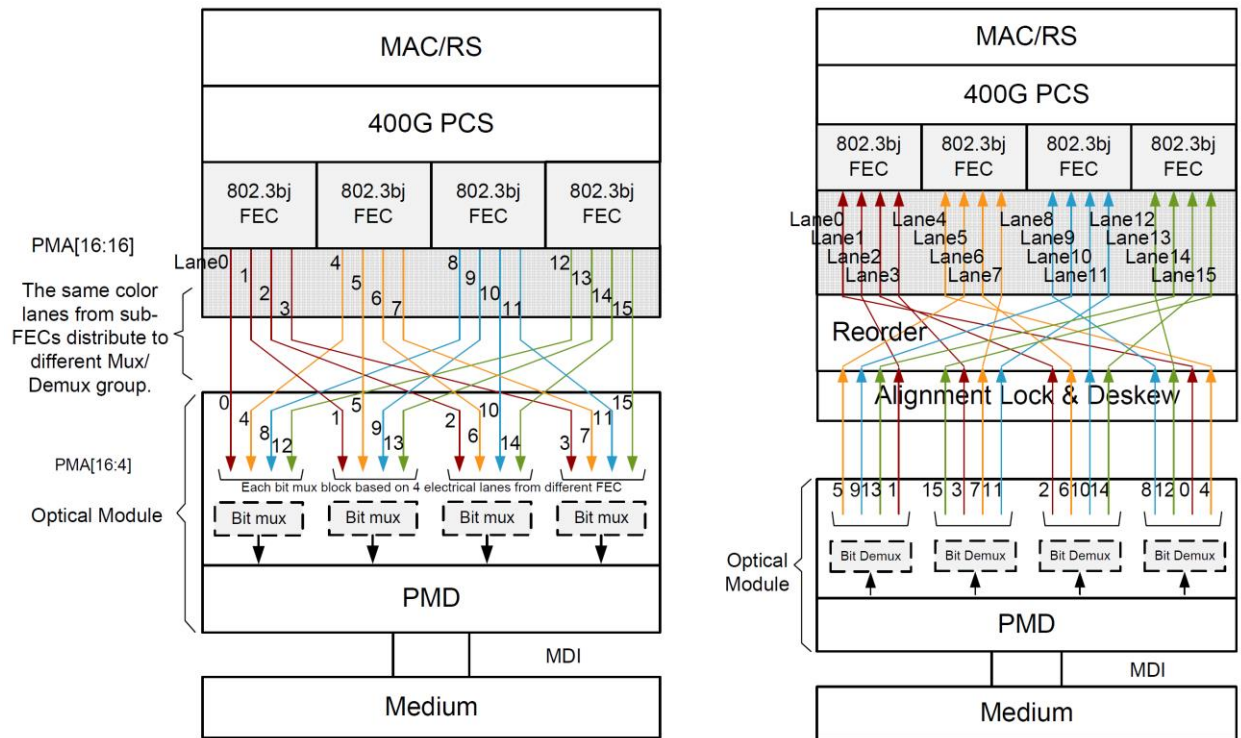 MAC/RS
400G PCS
802.3bj
FEC
802.3bj
FEC
802.3bj
FEC
802.3bj
FEC
PMA[16:16]
Lane0
1
2
3
4
5
6
7
8
9
10
11
12
13
14
15
The same color
lanes from sub-
FECs distribute to
different Mux/
Demux group.
0
4
8
12
1
5
9
13
2
6
10
14
3
7
11
15
PMA[16:4]
Each bit mux block based on 4 electrical lanes from different FEC
Optical Module
Bit mux
Bit mux
Bit mux
Bit mux
PMD
MDI
Medium
MAC/RS
400G PCS
802.3bj
FEC
802.3bj
FEC
802.3bj
FEC
802.3bj
FEC
Lane0
Lane1
Lane2
Lane3
Lane4
Lane5
Lane6
Lane7
Lane8
Lane9
Lane10
Lane11
Lane12
Lane13
Lane14
Lane15
Reorder
Alignment Lock & Deskew
5 9 13 1
15 3 7 11
2 6 10 14
8 12 0 4
Optical
Module
Bit Demux
Bit Demux
Bit Demux
Bit Demux
PMD
MDI
Medium